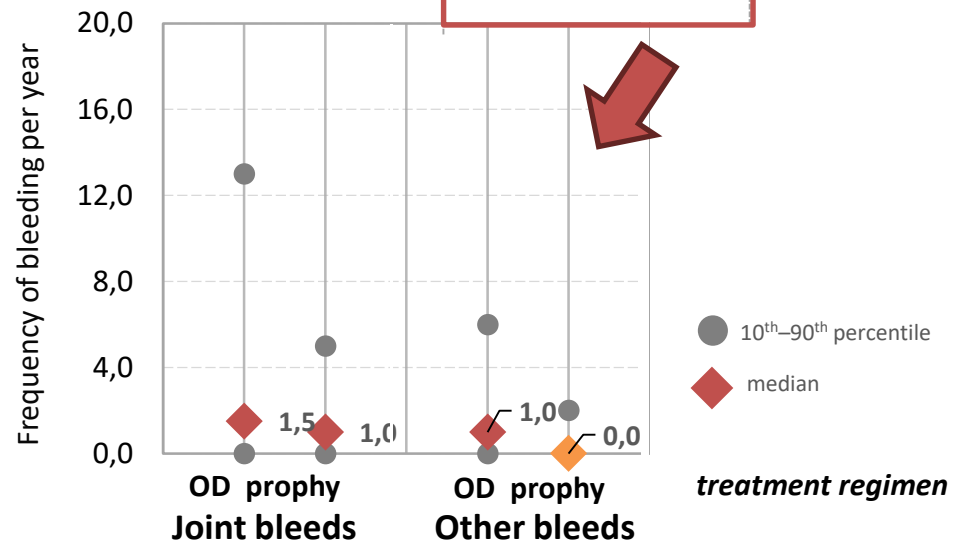 Frequency of bleeding per year
20,0
16,0
12,0
8,0
4,0
0,0
1,5
1,0
1,0
0,0
OD prophy
Joint bleeds
OD prophy
Other bleeds
treatment regimen
10th–90th percentile
median